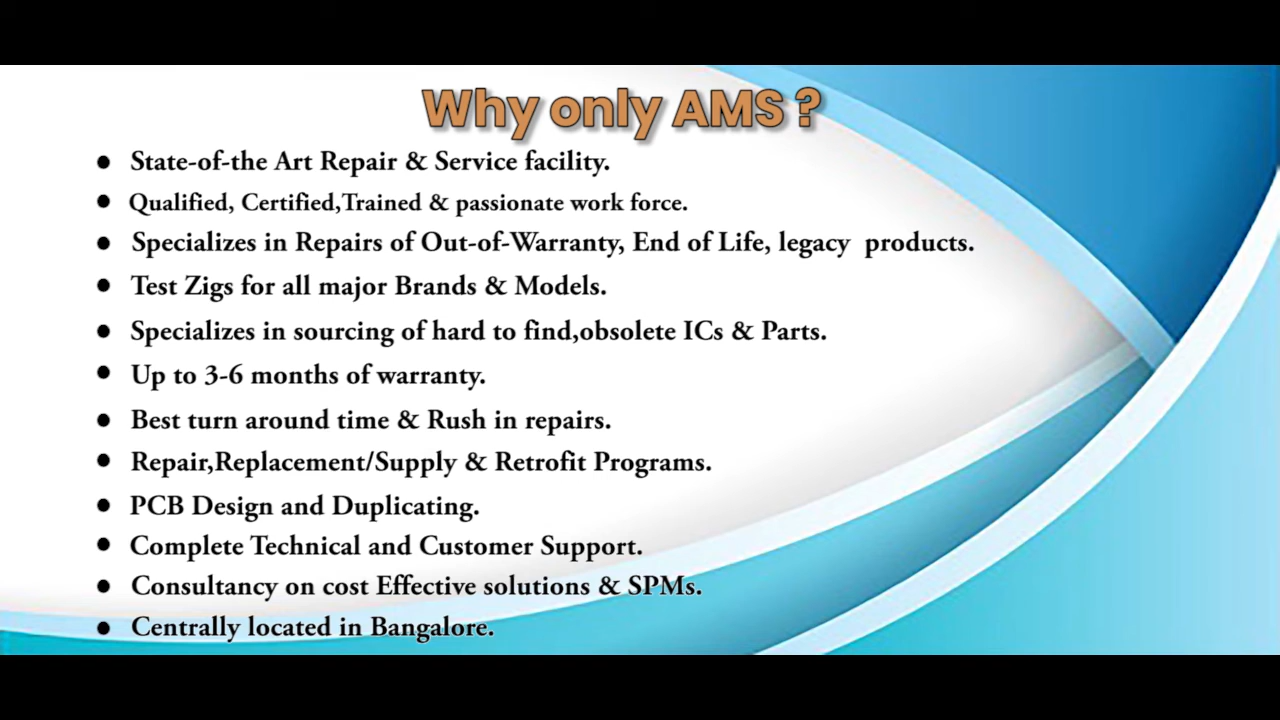 Why only AMS ?
● State-of-the Art Repair & Service facility.
● Qualified, Certified,Trained & passionate work force.
● Specializes in Repairs of Out-of-Warranty, End of Life, legacy products.
● Test Zigs for all major Brands & Models.
● Specializes in sourcing of hard to find,obsolete ICs & Parts.
● Up to 3-6 months of warranty.
● Best turn around time & Rush in repairs.
● Repair,Replacement/Supply & Retrofit Programs.
● PCB Design and Duplicating.
● Complete Technical and Customer Support.
● Consultancy on cost Effective solutions & SPMs.
● Centrally located in Bangalore.